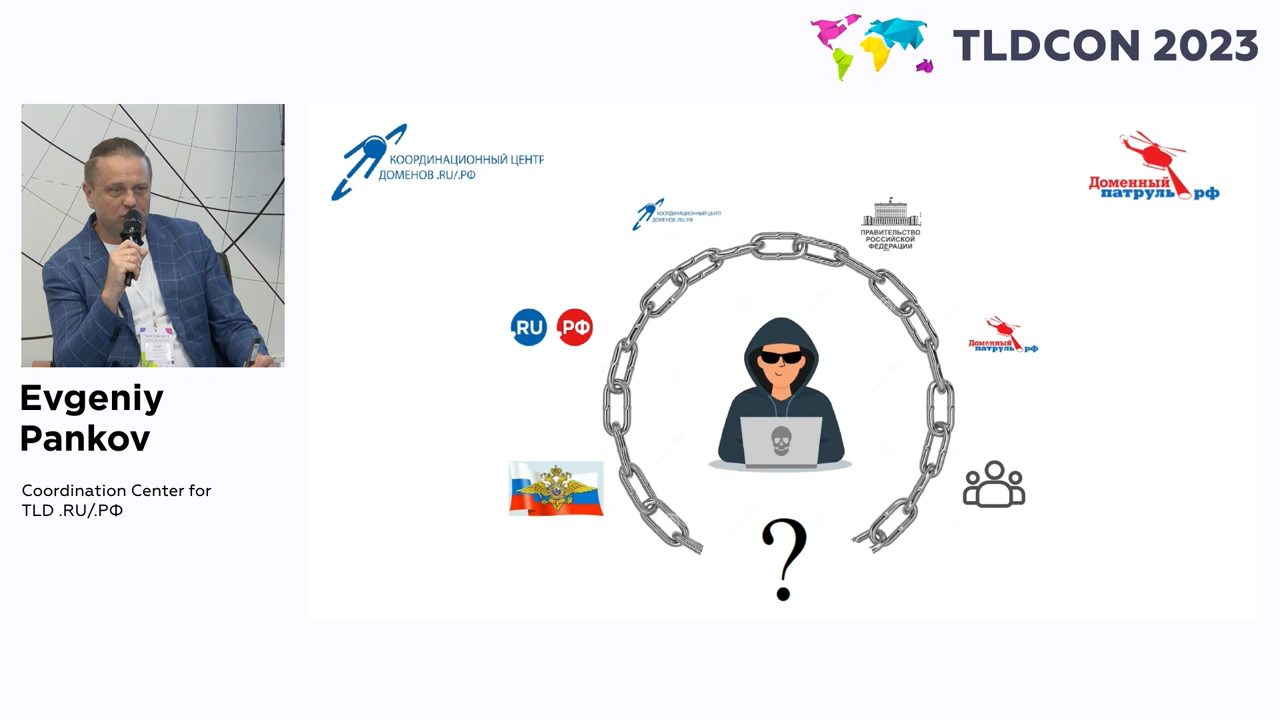 TLDCON 2023
КООРДИНАЦИОННЫЙ ЦЕНТР
ДОМЕНОВ .RU/.РФ
Доменный
патруль.рф
КООРДИНАЦИОННЫЙ ЦЕНТР
ДОМЕНОВ .RU/.РФ
ПРАВИТЕЛЬСТВО
РОССИЙСКОЙ
ФЕДЕРАЦИИ
.RU
.РФ
Доменный
патруль.рф
?
Evgeniy
Pankov
Coordination Center for
TLD .RU/.РФ